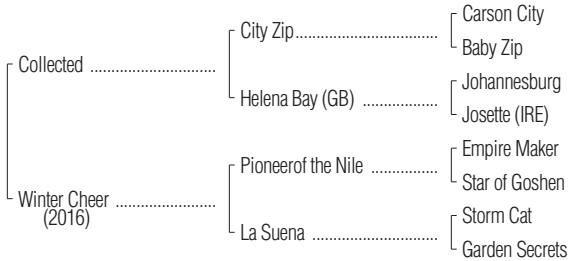 Carson City
City Zip
Baby Zip
Collected
Johannesburg
Helena Bay (GB)
Josette (IRE)
Empire Maker
Pioneerof the Nile
Star of Goshen
Winter Cheer
(2016)
Storm Cat
La Suena
Garden Secrets